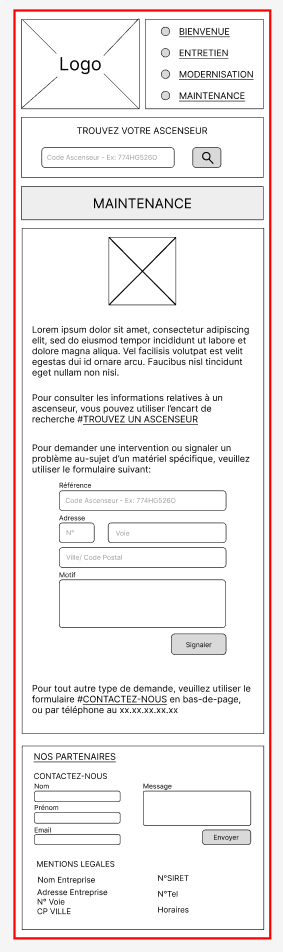 Logo
BIENVENUE
ENTRETIEN
MODERNISATION
MAINTENANCE
TROUVEZ VOTRE ASCENSEUR
Code Ascenseur - Ex: 774HG526O
MAINTENANCE
Lorem ipsum dolor sit amet, consectetur adipiscing
elit, sed do eiusmod tempor incididunt ut labore et
dolore magna aliqua. Vel facilisis volutpat est velit
egestas dui id ornare arcu. Faucibus nisl tincidunt
eget nullam non nisi.
Pour consulter les informations relatives à un
ascenseur, vous pouvez utiliser l'encart de
recherche #TROUVEZ UN ASCENSEUR
Pour demander une intervention ou signaler un
problème au-sujet d'un matériel spécifique, veuillez
utiliser le formulaire suivant:
Référence
Code Ascenseur - Ex: 774HG526O
Adresse
N°
Voie
Ville/ Code Postal
Motif
Signaler
Pour tout autre type de demande, veuillez utiliser le
formulaire #CONTACTEZ-NOUS en bas-de-page,
ou par téléphone au xx.xx.xx.xx.xx
NOS PARTENAIRES
CONTACTEZ-NOUS
Nom
Prénom
Email
Message
Envoyer
MENTIONS LEGALES
Nom Entreprise
Adresse Entreprise
N° Voie
CP VILLE
N°SIRET
N°Tel
Horaires